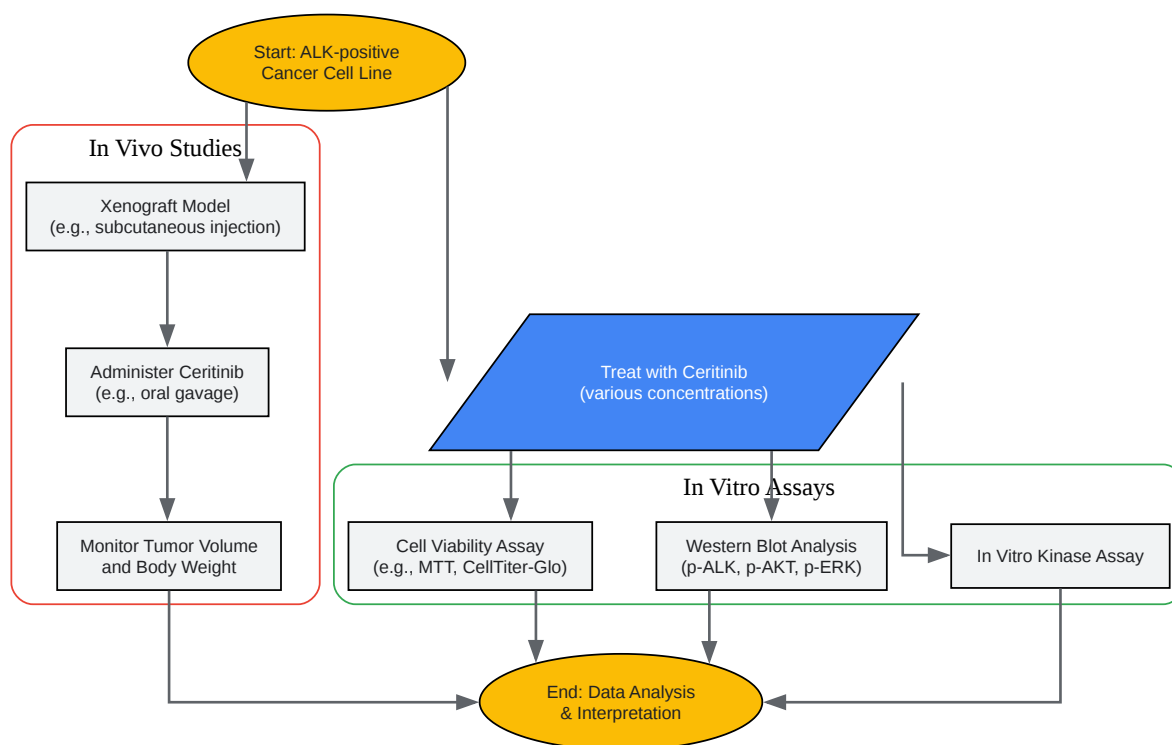 Start: ALK-positive
Cancer Cell Line
In Vivo Studies
Xenograft Model
(e.g., subcutaneous injection)
Administer Ceritinib
(e.g., oral gavage)
Treat with Ceritinib
(various concentrations)
In Vitro Assays
Monitor Tumor Volume
and Body Weight
Cell Viability Assay
(e.g., MTT, CellTiter-Glo)
Western Blot Analysis
(p-ALK, p-AKT, p-ERK)
In Vitro Kinase Assay
End: Data Analysis
& Interpretation